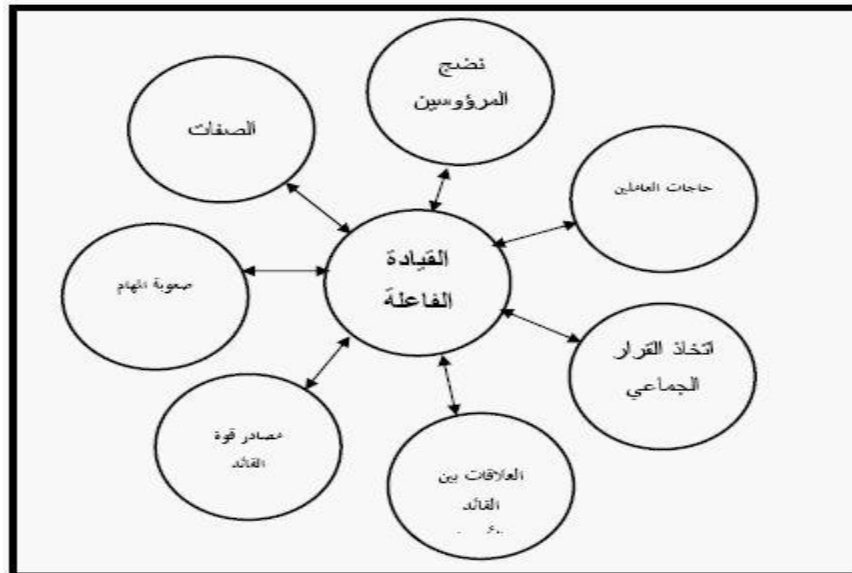 نضج
المرؤوسين
الصفات
حاجات العاملين
القيادة
الفاعلة
صعوبة المهام
اتخاذ القرار
الجماعي
مصادر قوة
القائد
العلاقات بين
القائد